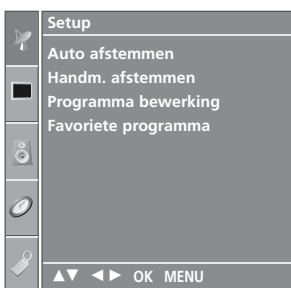 Setup
Auto afstemmen
Handm. afstemmen
Programma bewerking
Favoriete programma
▲▼ ◄► OK MENU